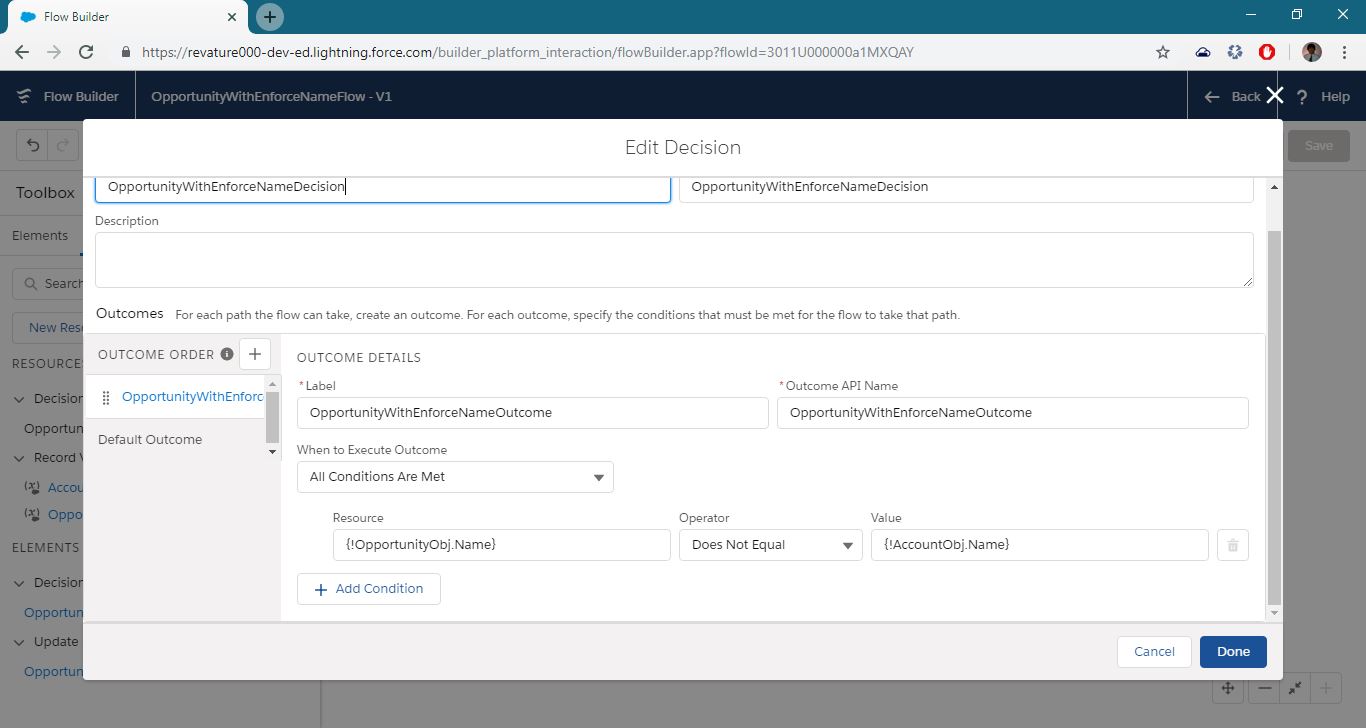 Flow Builder
https://revature000-dev-ed.lightning.force.com/builder_platform_interaction/flowBuilder.app?flowId=3011U000000a1MXQAY
Flow Builder OpportunityWithEnforceNameFlow - V1 Back ? Help
Save
Edit Decision
Toolbox
OpportunityWithEnforceNameDecision OpportunityWithEnforceNameDecision
Description
Elements
Search
Outcomes For each path the flow can take, create an outcome. For each outcome, specify the conditions that must be met for the flow to take that path.
New Res
OUTCOME ORDER OUTCOME DETAILS
RESOURCES
*Label *Outcome API Name
Decision
OpportunityWithEnforc
OpportunityWithEnforceNameOutcome OpportunityWithEnforceNameOutcome
Opportun
Default Outcome
When to Execute Outcome
Record V
All Conditions Are Met
Accou
Oppo
Resource Operator Value
{!OpportunityObj.Name} Does Not Equal {!AccountObj.Name}
ELEMENTS
Decision
+ Add Condition
Opportun
Update
Cancel Done
Opportun